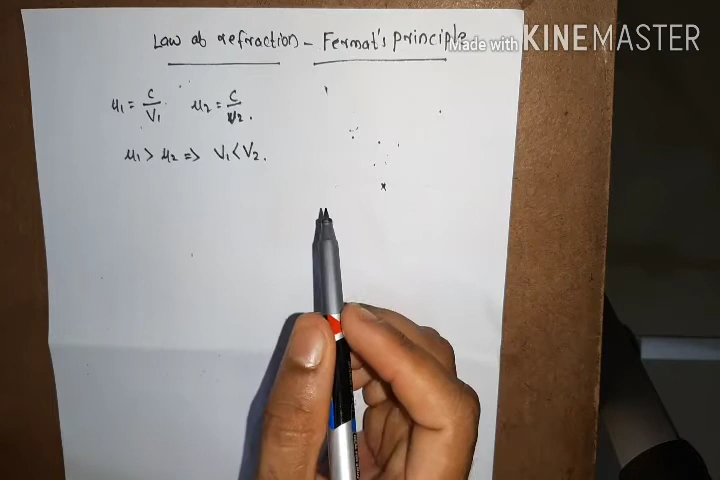 Law of refraction - Fermat's principle
Made with KINEMASTER
μ1 = C/V1 μ2 = C/V2.
μ1 > μ2 => V1 < V2.